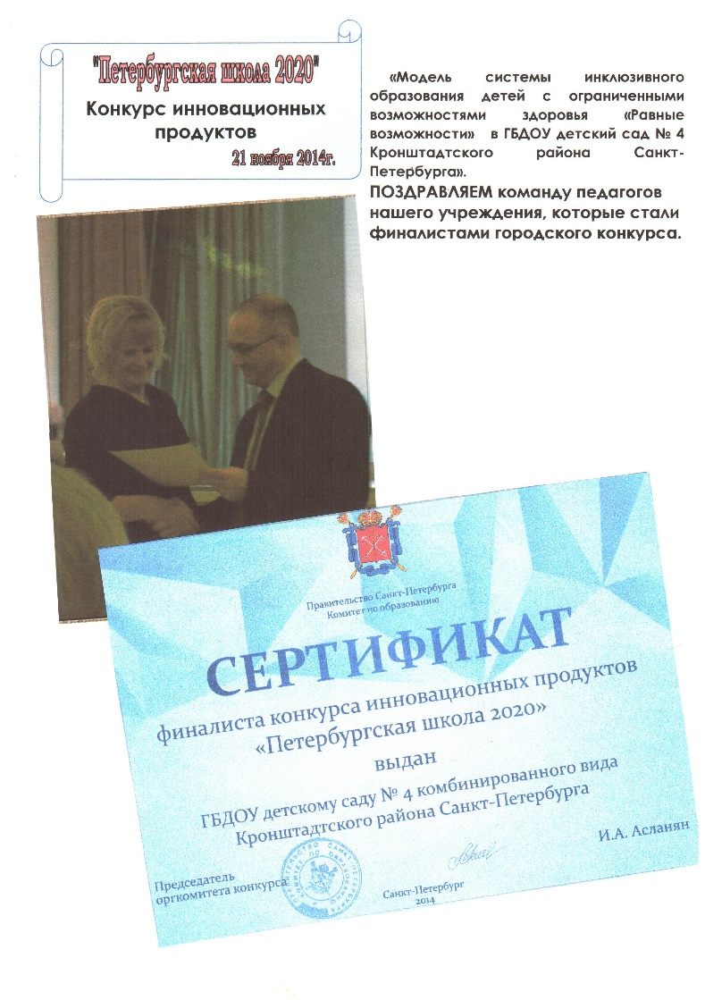 "Петербургская школа 2020"
Конкурс инновационных
продуктов
21 ноября 2014г.
«Модель системы инклюзивного
образования детей с ограниченными
возможностями здоровья «Равные
возможности» в ГБДОУ детский сад № 4
Кронштадтского района Санкт-
Петербурга».
ПОЗДРАВЛЯЕМ команду педагогов
нашего учреждения, которые стали
финалистами городского конкурса.
Правительство Санкт-Петербурга
Комитет по образованию
СЕРТИФИКАТ
финалиста конкурса инновационных продуктов
«Петербургская школа 2020»
выдан
ГБДОУ детскому саду № 4 комбинированного вида
Кронштадтского района Санкт-Петербурга
И.А. Асланян
Председатель
оргкомитета конкурса
Санкт-Петербург
2014